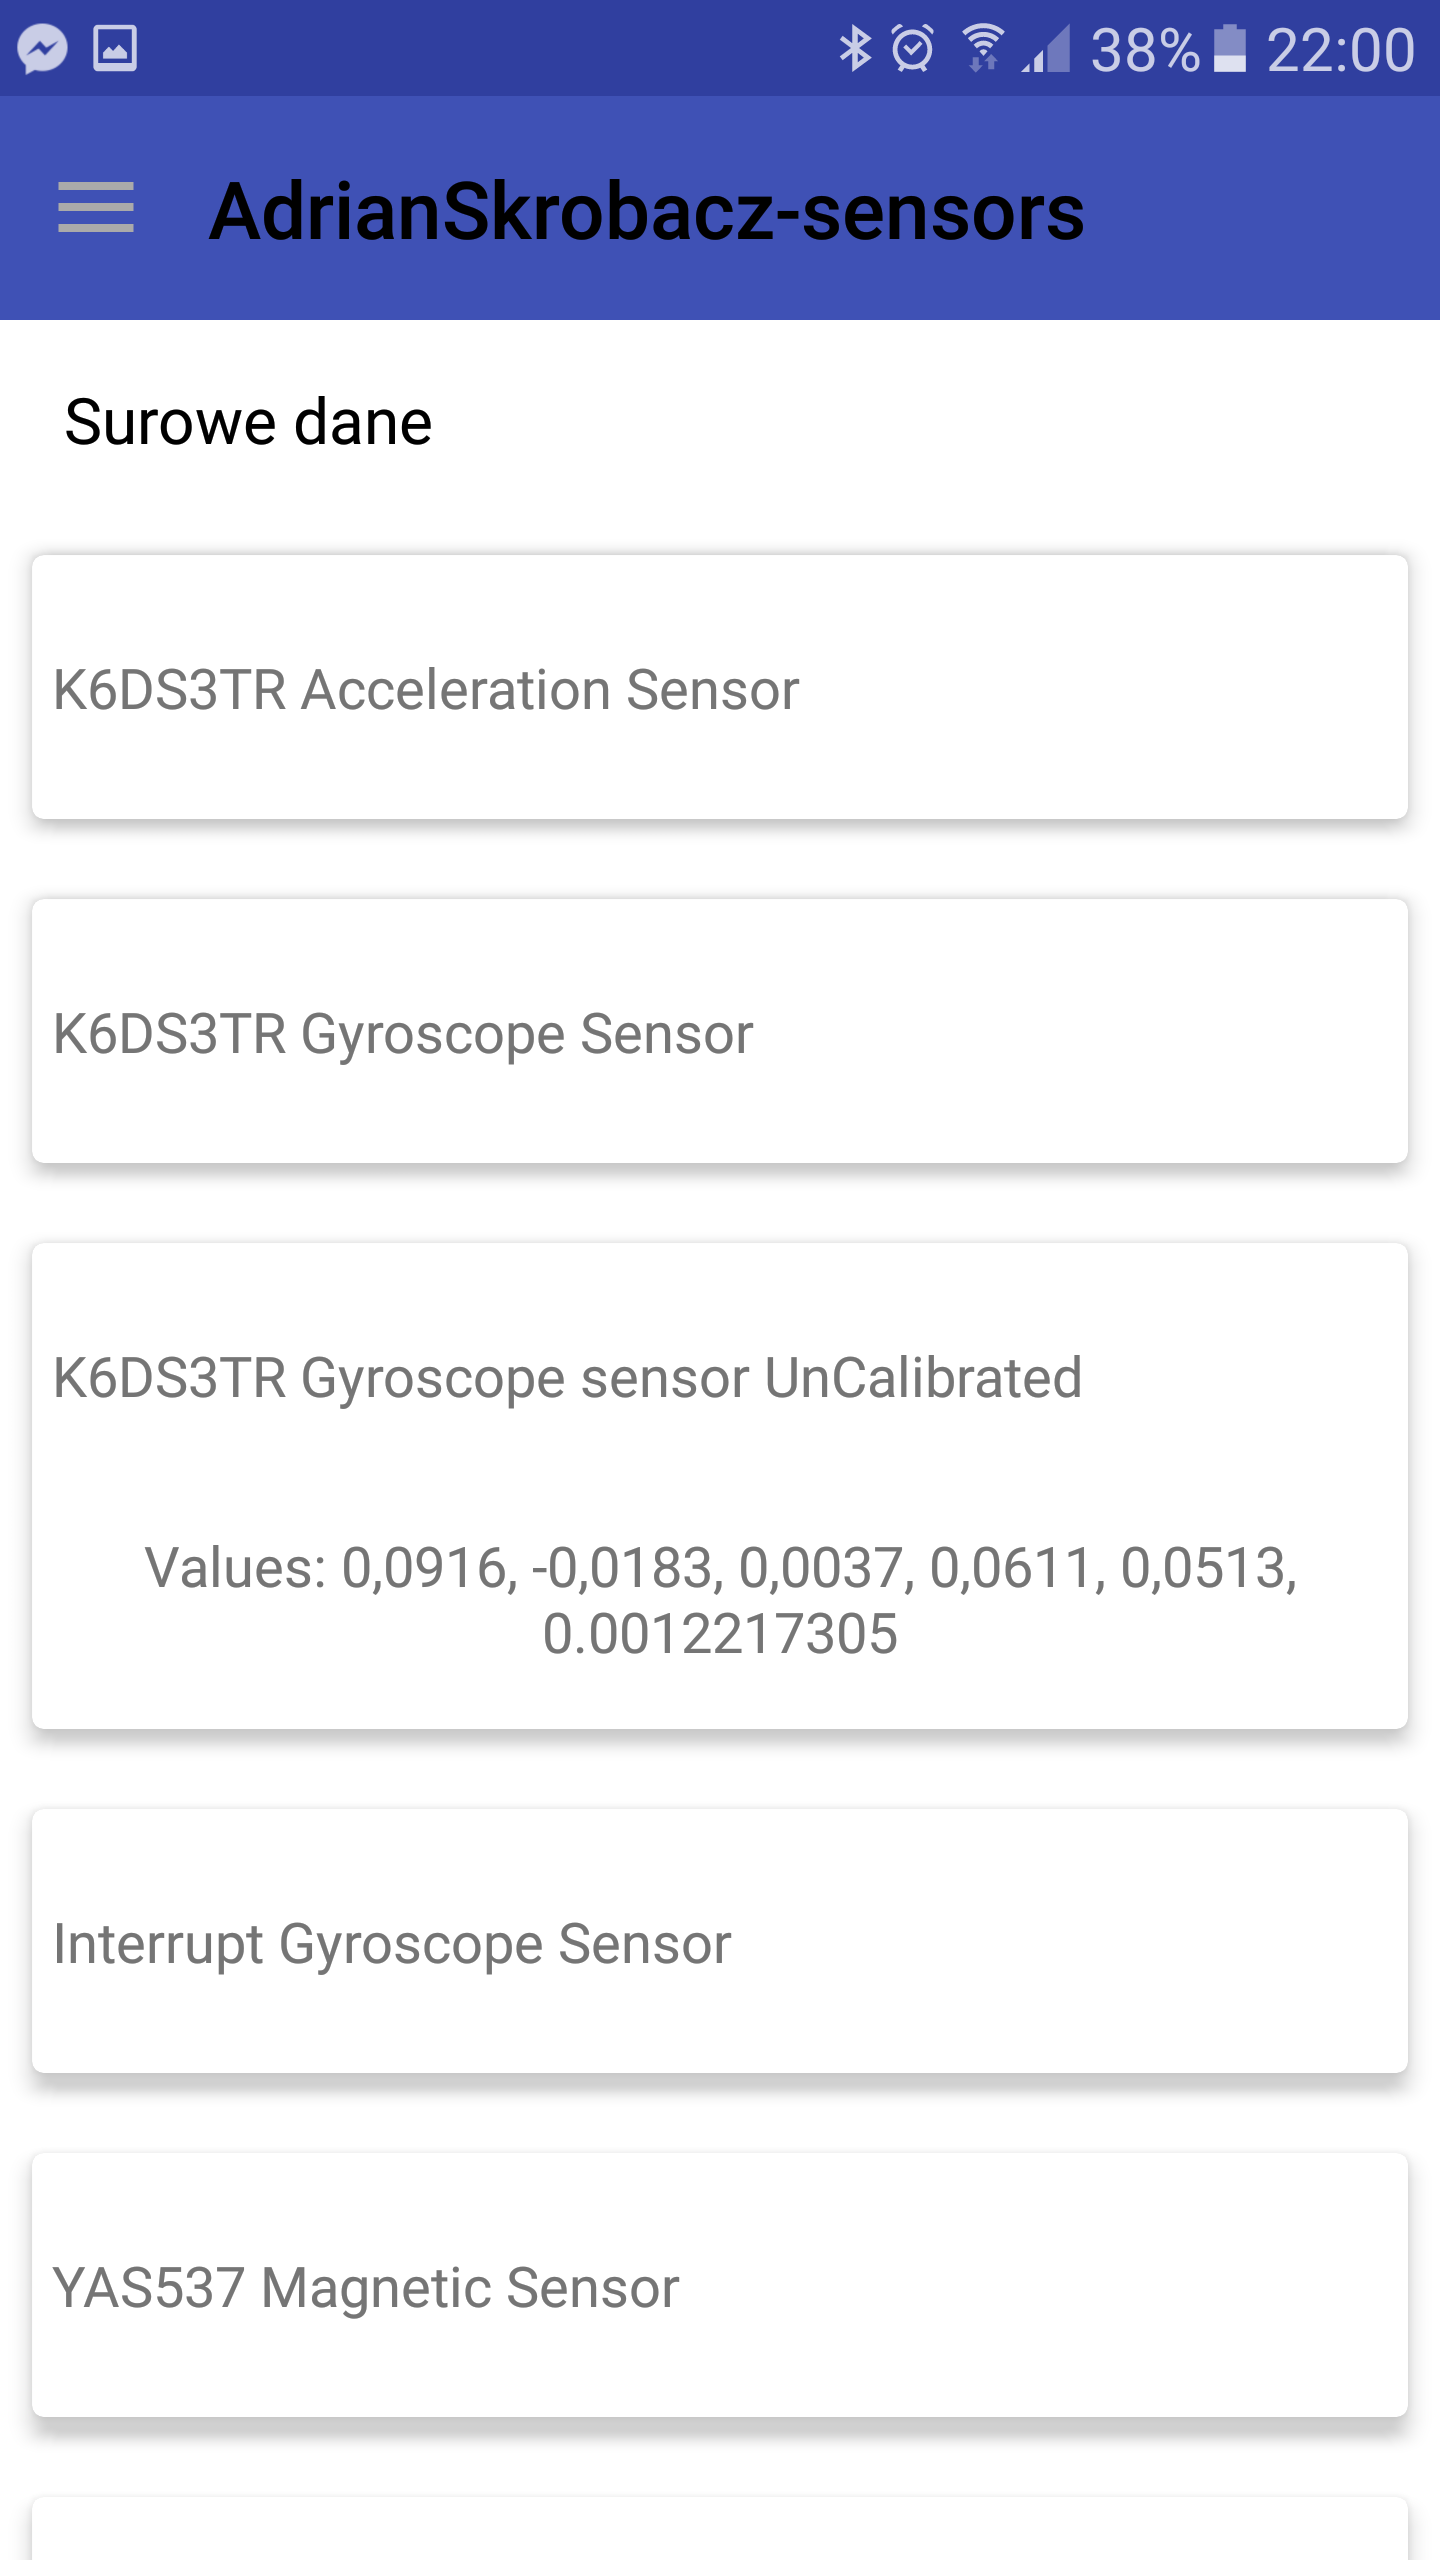 38% 22:00
AdrianSkrobacz-sensors
Surowe dane
K6DS3TR Acceleration Sensor
K6DS3TR Gyroscope Sensor
K6DS3TR Gyroscope sensor UnCalibrated
Values: 0,0916, -0,0183, 0,0037, 0,0611, 0,0513,
0.0012217305
Interrupt Gyroscope Sensor
YAS537 Magnetic Sensor